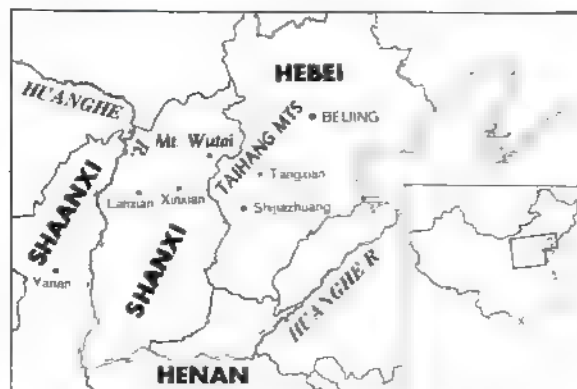 HEBEI
HUANGHE
BEIJING
Mt. Wutai
TAIHANG MTS
Tangxian
Lanxian
Xinxian
Shijiazhuang
SHAANXI
SHANXI
Yanan
HUANGHE R
HENAN